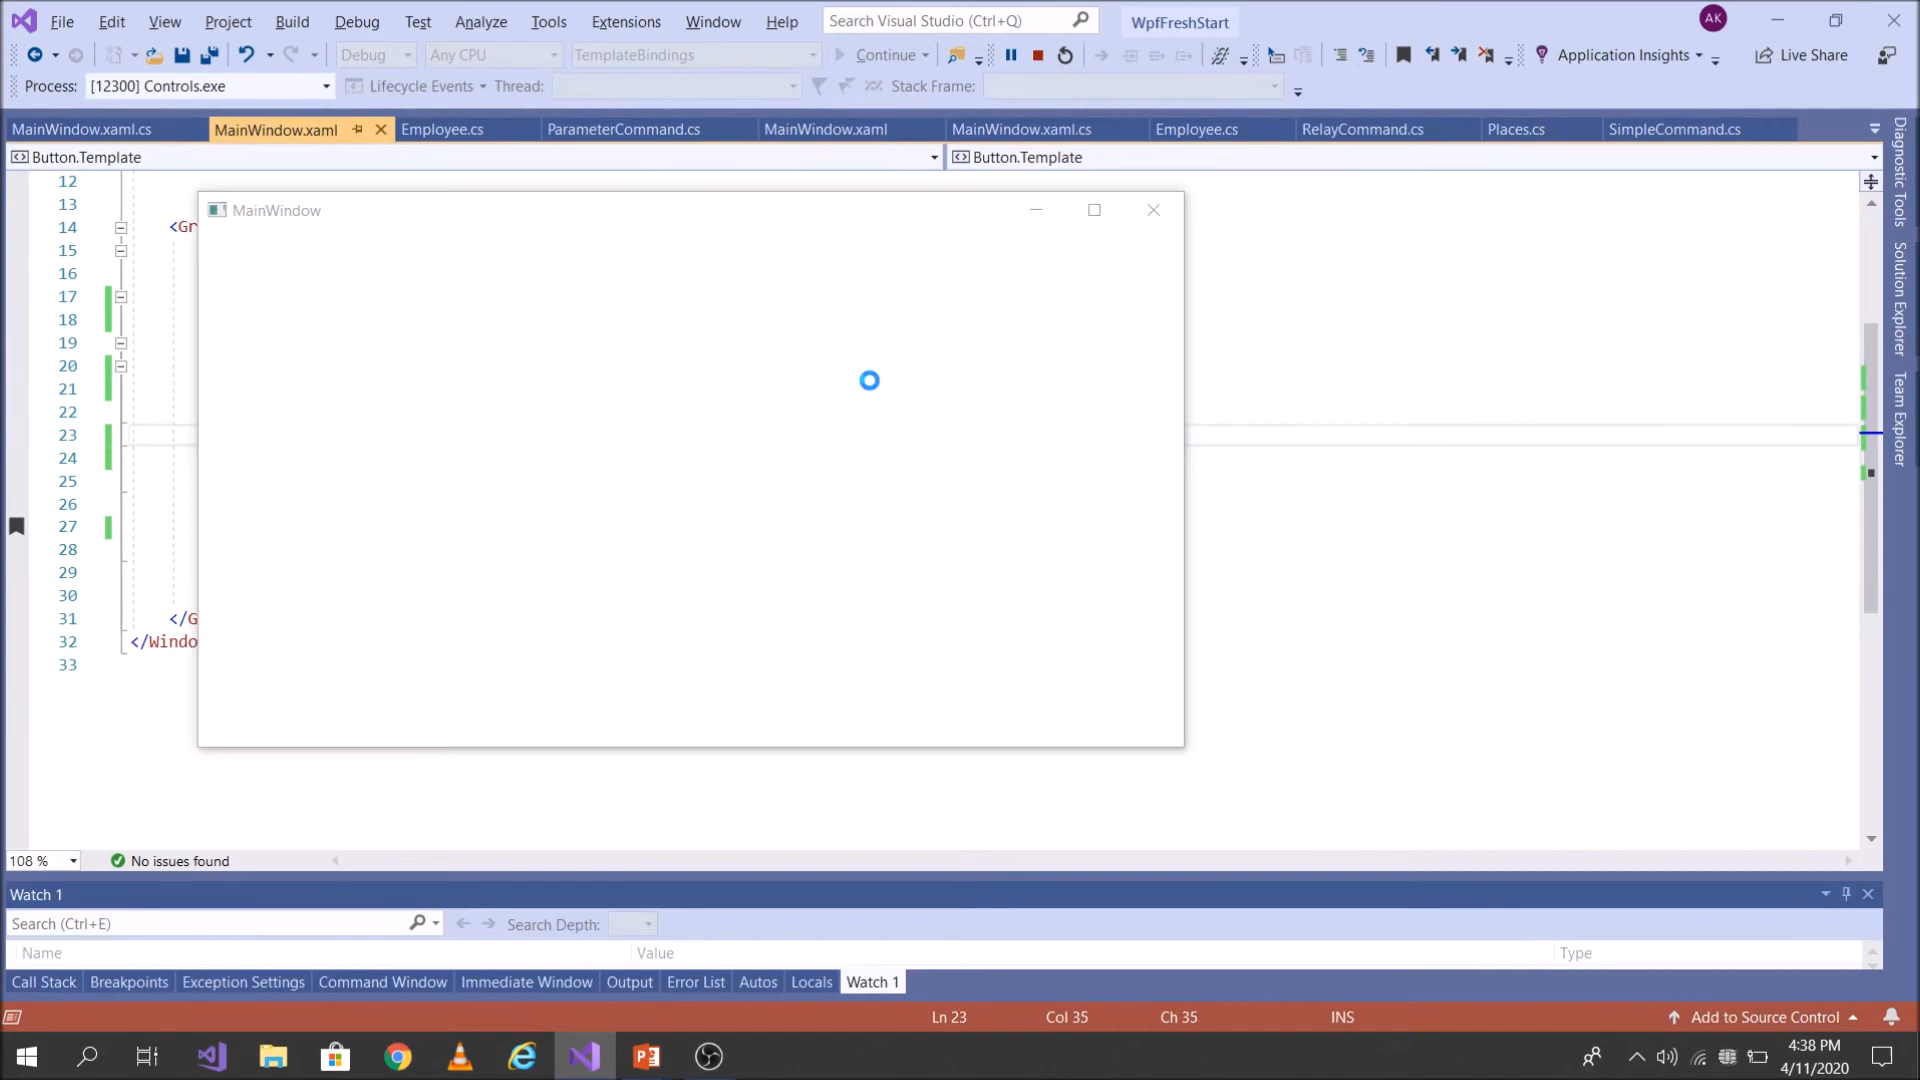 File Edit View Project Build Debug Test Analyze Tools Extensions Window Help Search Visual Studio (Ctrl+Q) WpfFreshStart AK
Debug Any CPU TemplateBindings Continue Application Insights Live Share
Process: [12300] Controls.exe Lifecycle Events Thread: Stack Frame:
MainWindow.xaml.cs MainWindow.xaml Employee.cs ParameterCommand.cs MainWindow.xaml MainWindow.xaml.cs Employee.cs RelayCommand.cs Places.cs SimpleCommand.cs
Button.Template Button.Template
Diagnostic Tools
Solution Explorer
Team Explorer
12
MainWindow
13
14 <Gr
15
16
17
18
19
20
21
22
23
24
25
26
27
28
29
30
31 </G
32 </Windo
33
108 % No issues found
Watch 1
Search (Ctrl+E) Search Depth:
Name Value Type
Call Stack Breakpoints Exception Settings Command Window Immediate Window Output Error List Autos Locals Watch 1
Ln 23 Col 35 Ch 35 INS Add to Source Control
4:38 PM
4/11/2020